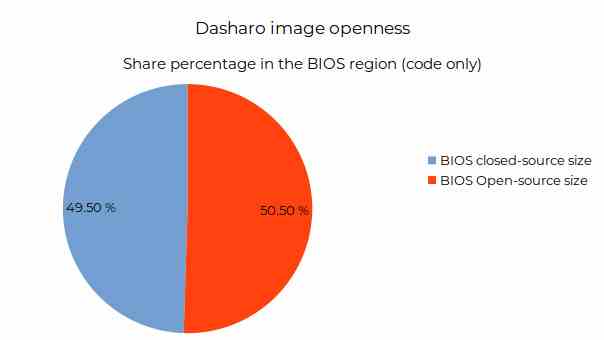 Dasharo image openness
Share percentage in the BIOS region (code only)
BIOS closed-source size
BIOS Open-source size
49.50 %
50.50 %